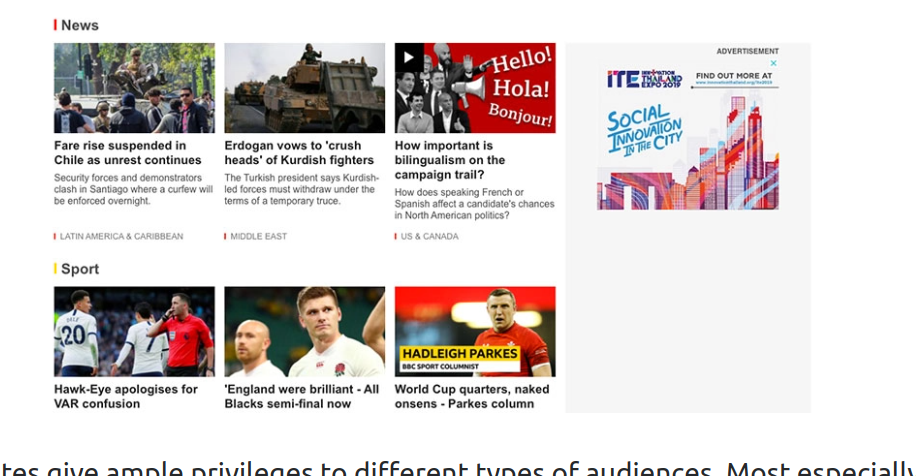 News
ADVERTISEMENT
Hello!
Hola!
Bonjour!
ITE INNOVATION THAILAND EXPO 2019
FIND OUT MORE AT
SOCIAL
INNOVATION
IN THE CITY
Fare rise suspended in
Chile as unrest continues
Security forces and demonstrators
clash in Santiago where a curfew will
be enforced overnight.
LATIN AMERICA & CARIBBEAN
Erdogan vows to 'crush
heads' of Kurdish fighters
The Turkish president says Kurdish-
led forces must withdraw under the
terms of a temporary truce.
MIDDLE EAST
How important is
bilingualism on the
campaign trail?
How does speaking French or
Spanish affect a candidate's chances
in North American politics?
US & CANADA
Sport
DELE
20
7
HADLEIGH PARKES
BBC SPORT COLUMNIST
Hawk-Eye apologises for
VAR confusion
'England were brilliant - All
Blacks semi-final now
World Cup quarters, naked
onsens - Parkes column
tes give ample privileges to different types of audiences. Most especially